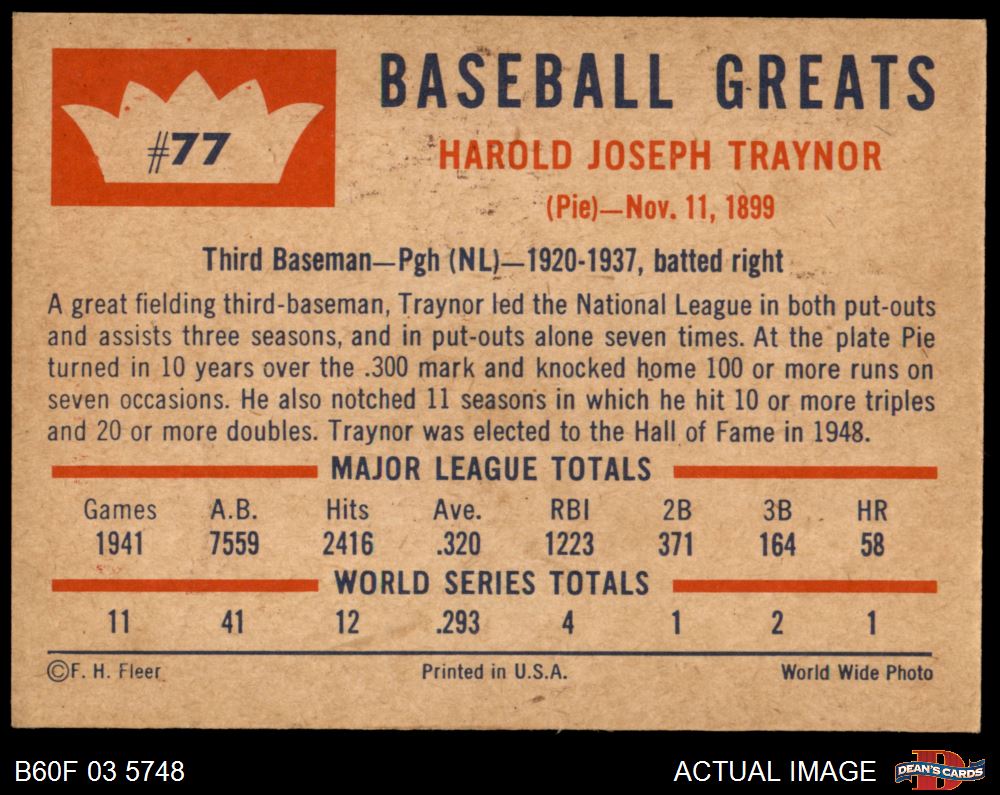 #77
BASEBALL GREATS
HAROLD JOSEPH TRAYNOR
(Pie)—Nov. 11, 1899
Third Baseman—Pgh (NL)—1920-1937, batted right
A great fielding third-baseman, Traynor led the National League in both put-outs
and assists three seasons, and in put-outs alone seven times. At the plate Pie
turned in 10 years over the .300 mark and knocked home 100 or more runs on
seven occasions. He also notched 11 seasons in which he hit 10 or more triples
and 20 or more doubles. Traynor was elected to the Hall of Fame in 1948.
MAJOR LEAGUE TOTALS
Games A.B. Hits Ave. RBI 2B 3B HR
1941 7559 2416 .320 1223 371 164 58
WORLD SERIES TOTALS
11 41 12 .293 4 1 2 1
©F. H. Fleer Printed in U.S.A. World Wide Photo
B60F 03 5748 ACTUAL IMAGE DEAN'S CARDS